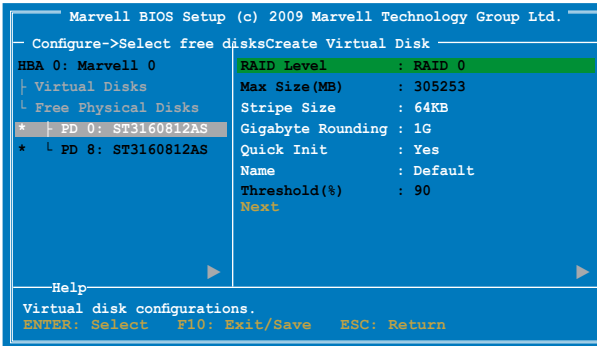 Marvell BIOS Setup (c) 2009 Marvell Technology Group Ltd.
Configure->Select free disksCreate Virtual Disk
HBA 0: Marvell 0
Virtual Disks
Free Physical Disks
* PD 0: ST3160812AS
* PD 8: ST3160812AS
RAID Level : RAID 0
Max Size(MB) : 305253
Stripe Size : 64KB
Gigabyte Rounding : 1G
Quick Init : Yes
Name : Default
Threshold(%) : 90
Next
Help
Virtual disk configurations.
ENTER: Select F10: Exit/Save ESC: Return